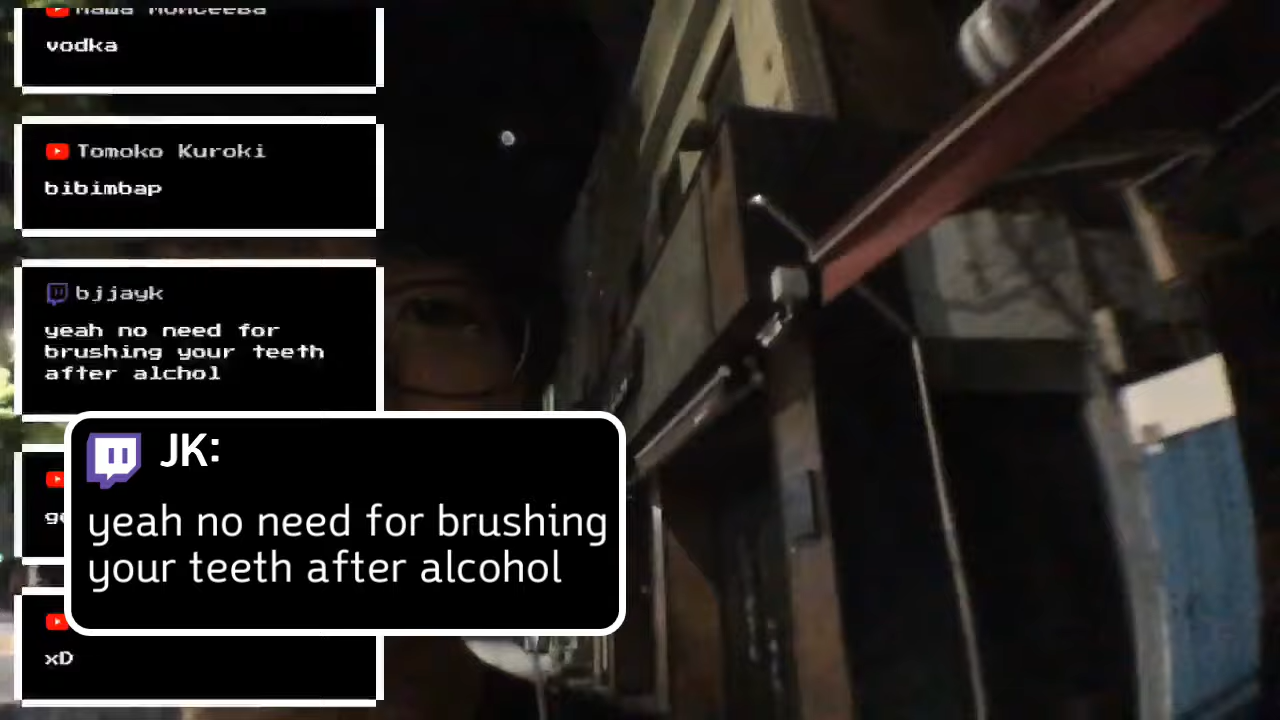 vodka
Tomoko Kuroki
bibimbap
bjjayk
yeah no need for
brushing your teeth
after alchol
JK:
yeah no need for brushing
your teeth after alcohol
xD